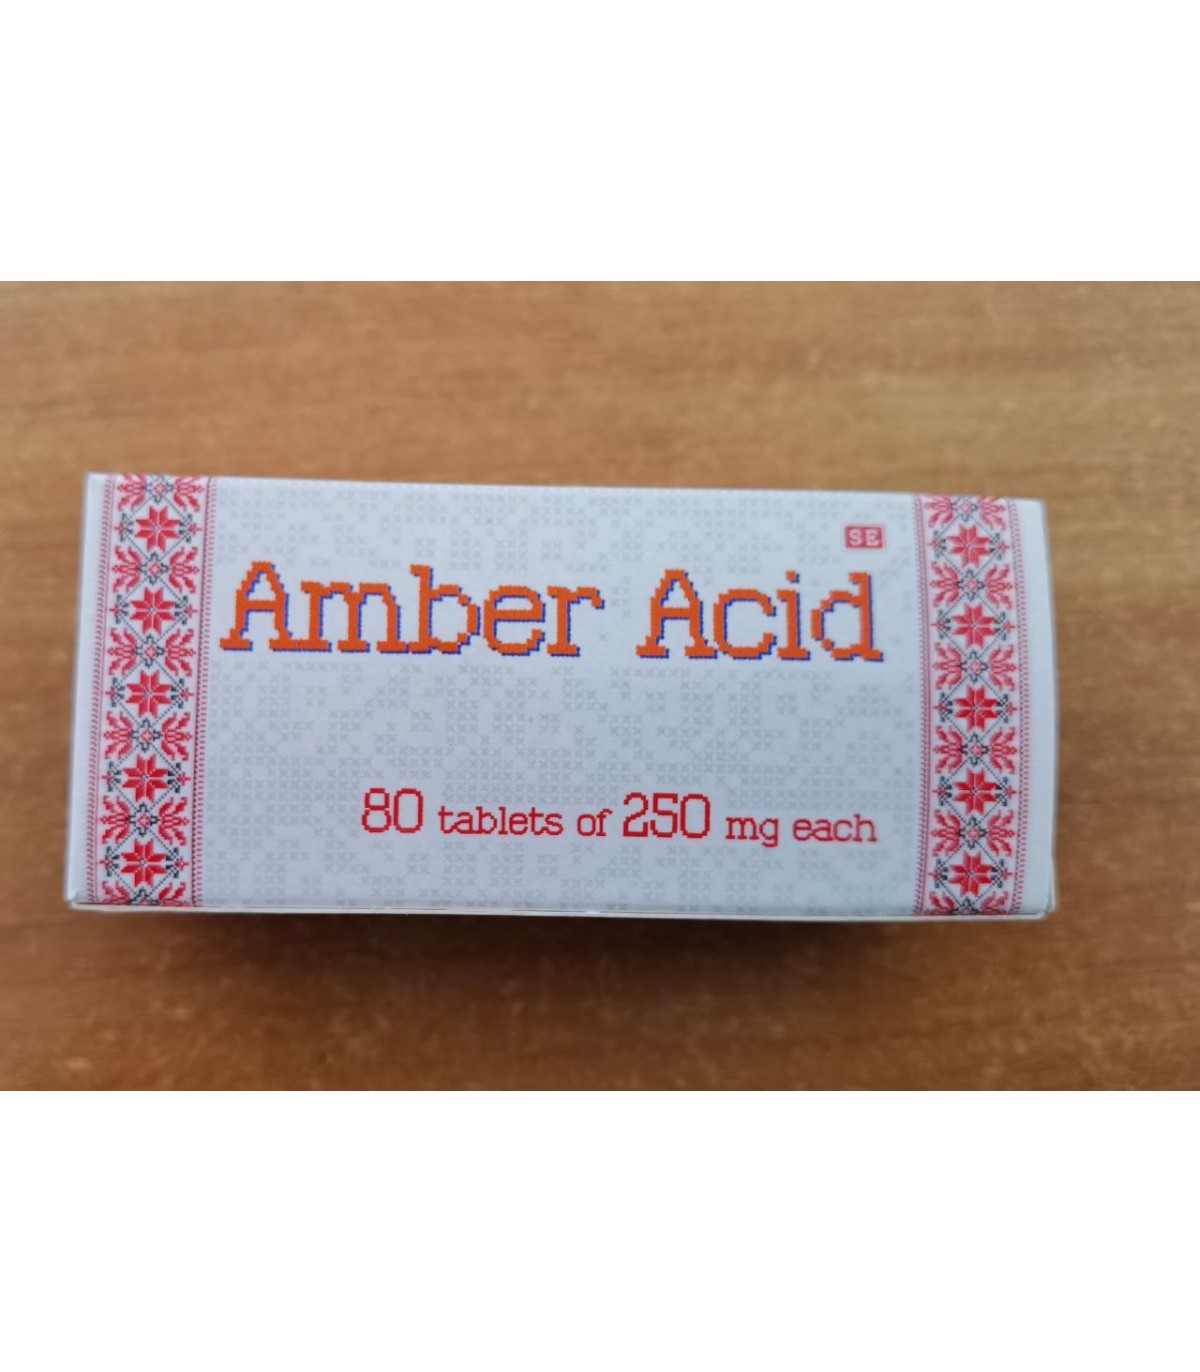 SE
Amber Acid
80 tablets of 250 mg each